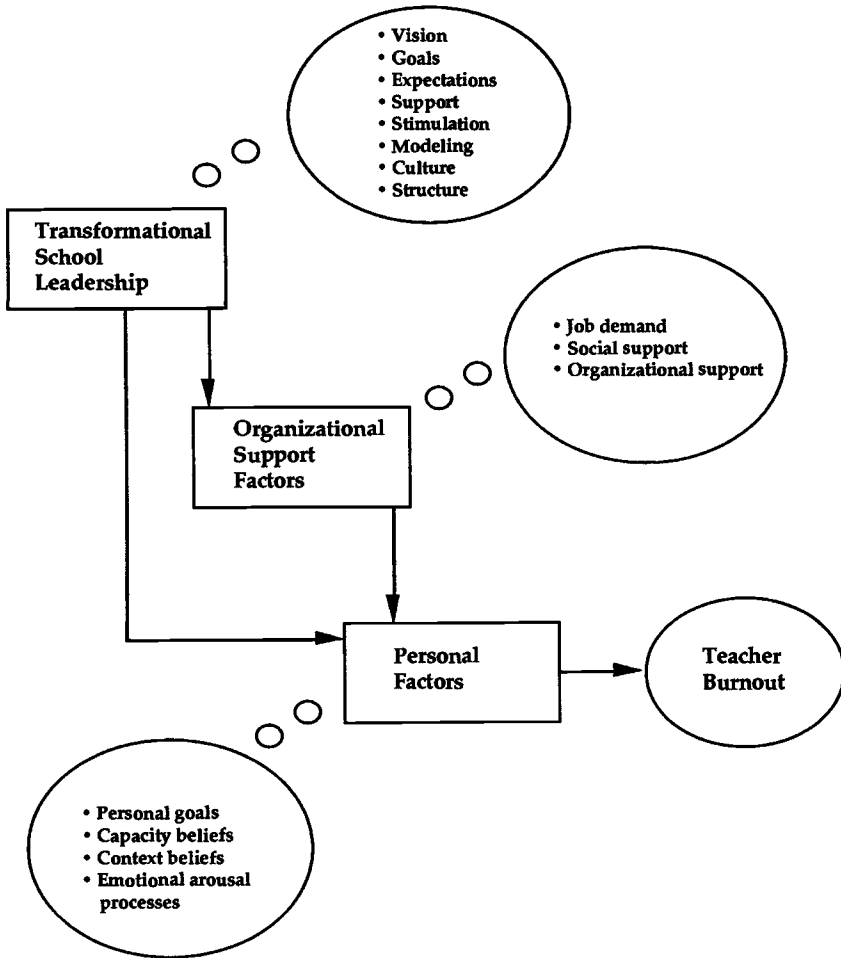 • Vision
• Goals
• Expectations
• Support
• Stimulation
• Modeling
• Culture
• Structure
Transformational
School
Leadership
• Job demand
• Social support
• Organizational support
Organizational
Support
Factors
Personal
Factors
Teacher
Burnout
• Personal goals
• Capacity beliefs
• Context beliefs
• Emotional arousal
processes